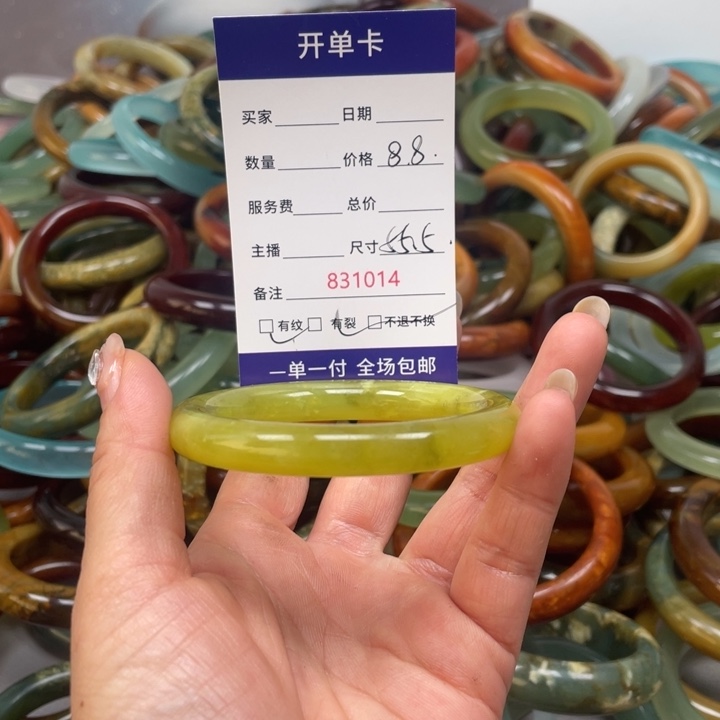 开单卡
买家 日期
数量 价格 8.8.
服务费 总价
主播 尺寸 55.5.
备注 831014
□有纹 □有裂 □不退不换
一单一付 全场包邮